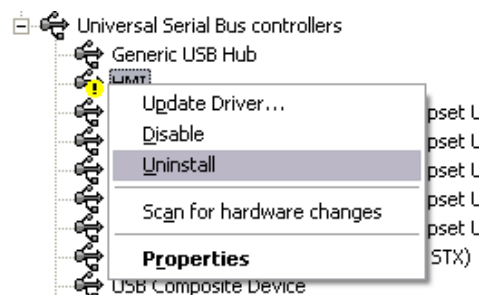 Universal Serial Bus controllers
Generic USB Hub
HMI
Update Driver...
pset U
Disable
pset U
Uninstall
pset U
pset U
Scan for hardware changes
pset U
Properties
STX)
USB Composite Device